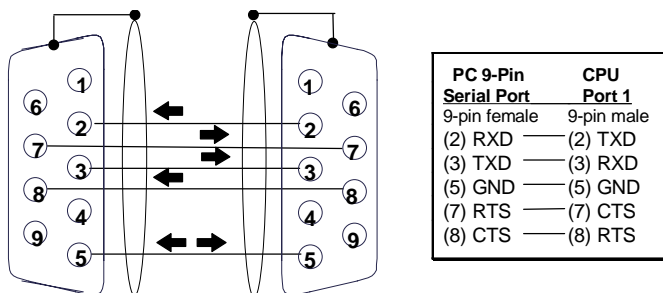 1
6
2
7
3
8
4
9
5
1
6
2
7
3
8
4
9
5
PC 9-Pin CPU
Serial Port Port 1
9-pin female 9-pin male
(2) RXD (2) TXD
(3) TXD (3) RXD
(5) GND (5) GND
(7) RTS (7) CTS
(8) CTS (8) RTS